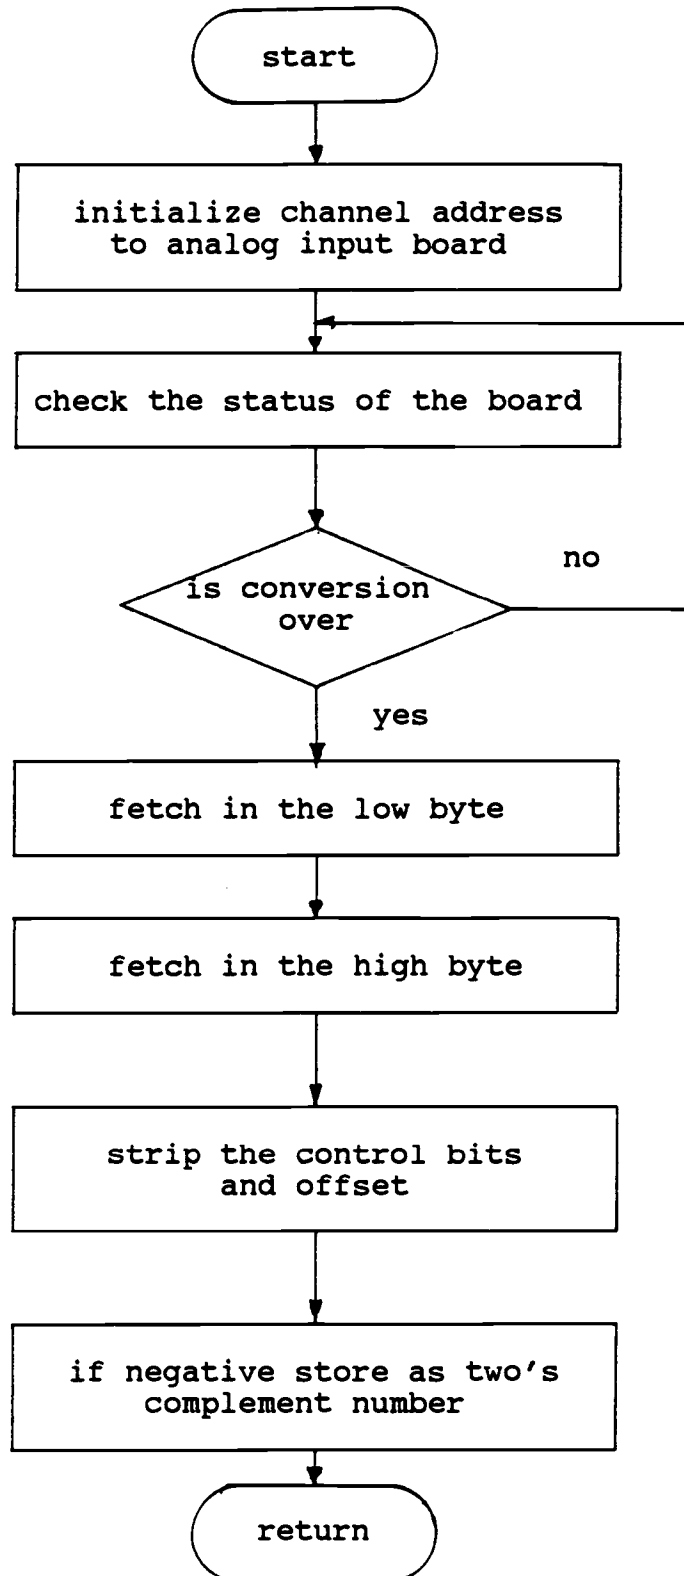 start
initialize channel address
to analog input board
check the status of the board
is conversion
over
no
yes
fetch in the low byte
fetch in the high byte
strip the control bits
and offset
if negative store as two's
complement number
return